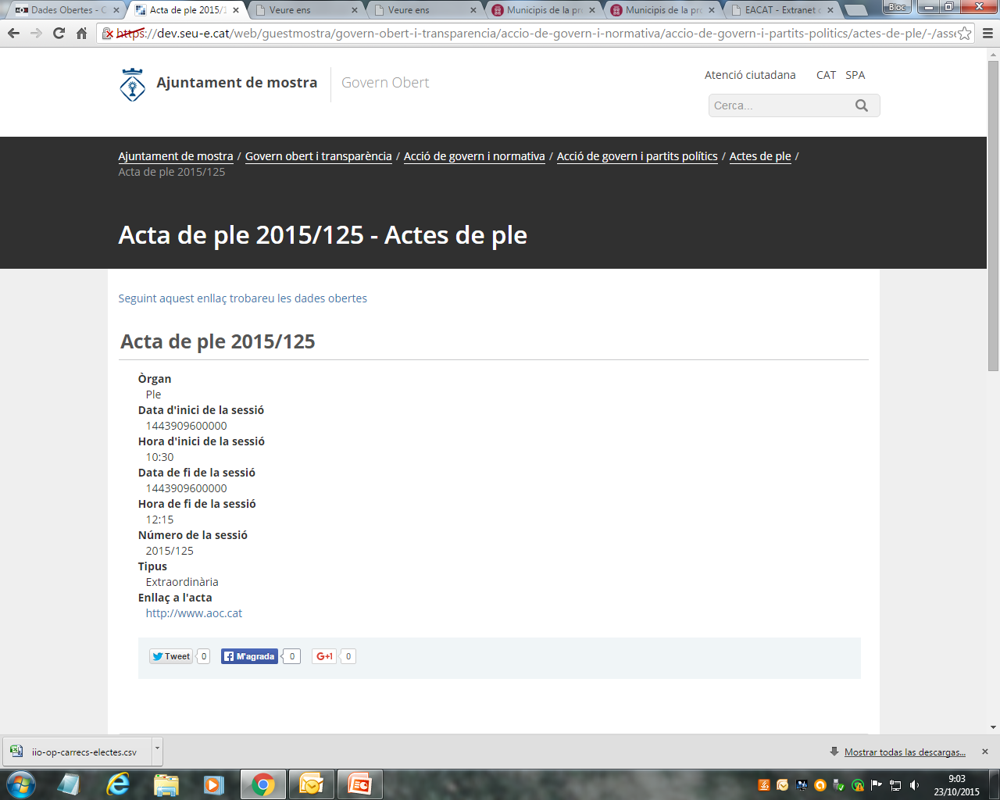 Dades Obertes - C
Acta de ple 2015/1
Veure ens
Veure ens
Municipis de la pr
Municipis de la pro
EACAT - Extranet d
Bloc
https://dev.seu-e.cat/web/guestmostra/govern-obert-i-transparencia/accio-de-govern-i-normativa/accio-de-govern-i-partits-politics/actes-de-ple/-/asse
Ajuntament de mostra
Govern Obert
Atenció ciutadana CAT SPA
Cerca...
Ajuntament de mostra / Govern obert i transparència / Acció de govern i normativa / Acció de govern i partits polítics / Actes de ple /
Acta de ple 2015/125
Acta de ple 2015/125 - Actes de ple
Seguint aquest enllaç trobareu les dades obertes
Acta de ple 2015/125
Òrgan
Ple
Data d'inici de la sessió
1443909600000
Hora d'inici de la sessió
10:30
Data de fi de la sessió
1443909600000
Hora de fi de la sessió
12:15
Número de la sessió
2015/125
Tipus
Extraordinària
Enllaç a l'acta
http://www.aoc.cat
Tweet 0 M'agrada 0 G+1 0
iio-op-carrecs-electes.csv
Mostrar todas las descargas...
9:03
23/10/2015